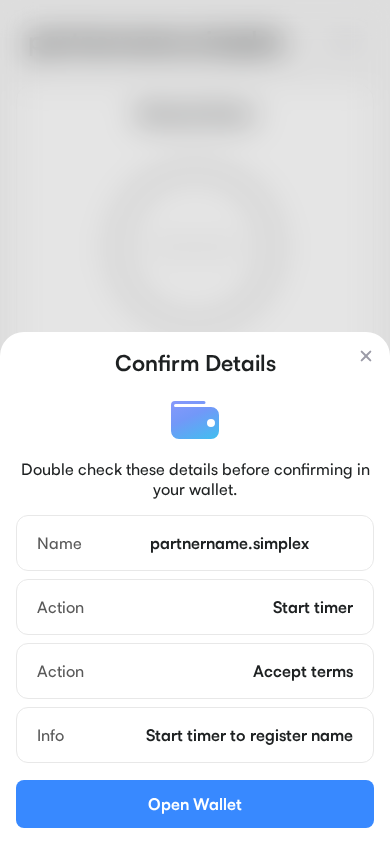 Confirm Details
Double check these details before confirming in
your wallet.
Name partnername.simplex
Action Start timer
Action Accept terms
Info Start timer to register name
Open Wallet